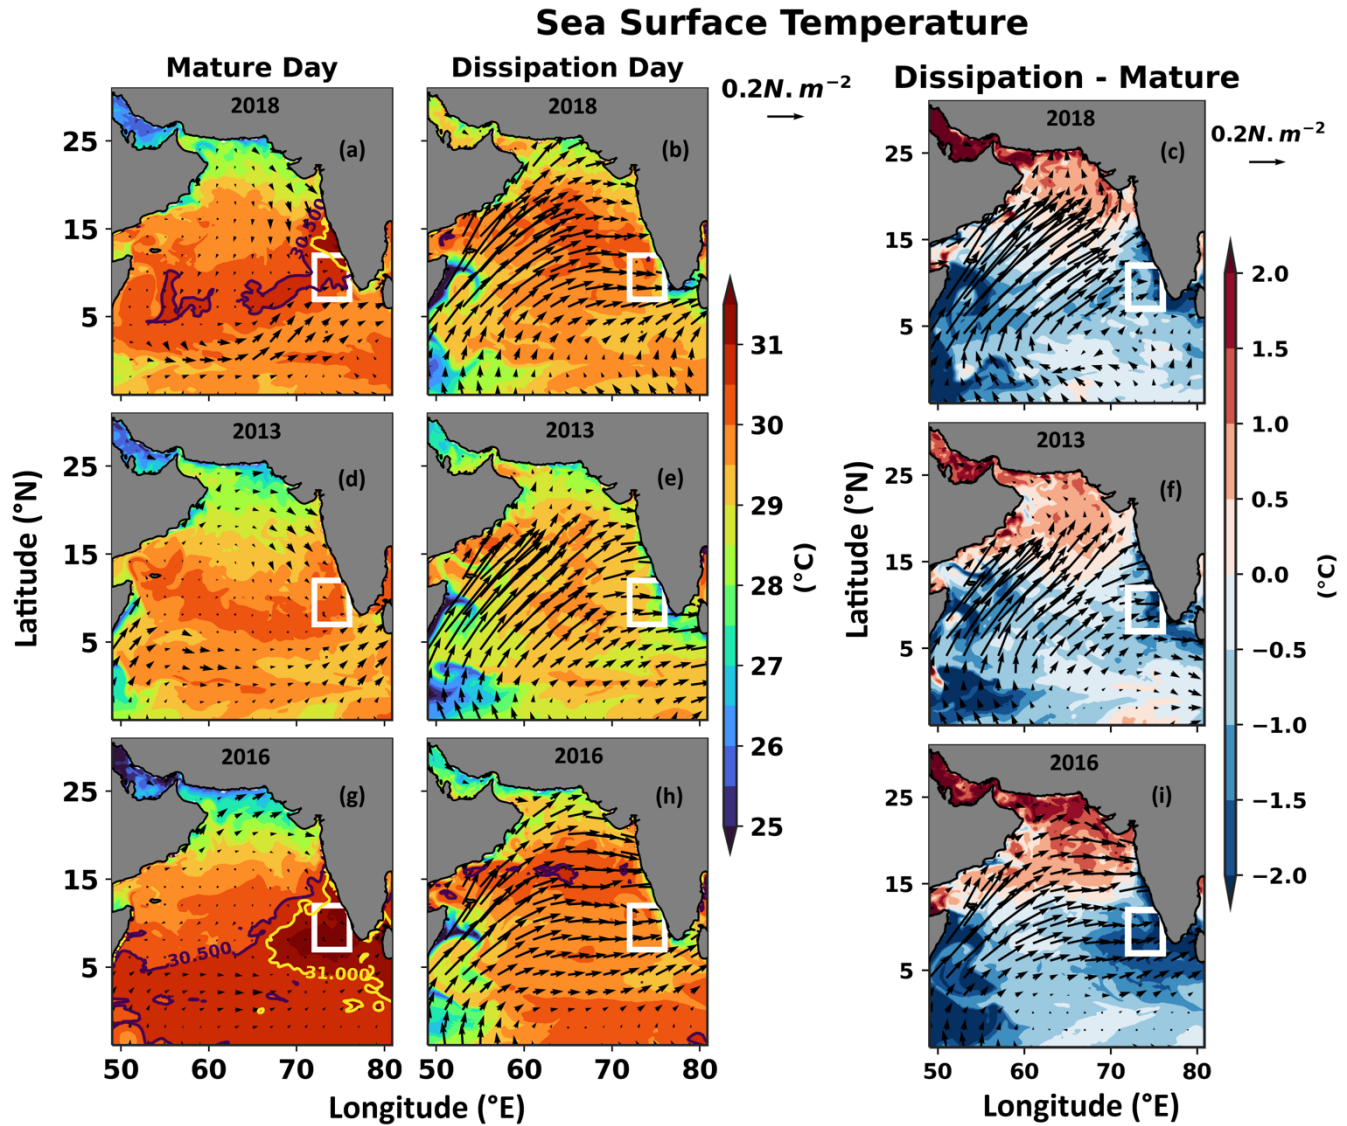 Sea Surface Temperature
Mature Day
Dissipation Day
0.2N.m−2
Dissipation - Mature
0.2N.m−2
2018
(a)
30.500
25
15
5
2018
(b)
2018
(c)
25
15
5
2013
(d)
25
15
5
2013
(e)
2013
(f)
25
15
5
2016
(g)
30.500
31.000
25
15
5
50 60 70 80
2016
(h)
50 60 70 80
2016
(i)
25
15
5
50 60 70 80
31
30
29
28
27
26
25
(°C)
2.0
1.5
1.0
0.5
0.0
−0.5
−1.0
−1.5
−2.0
(°C)
Latitude (°N)
Latitude (°N)
Longitude (°E)
Longitude (°E)